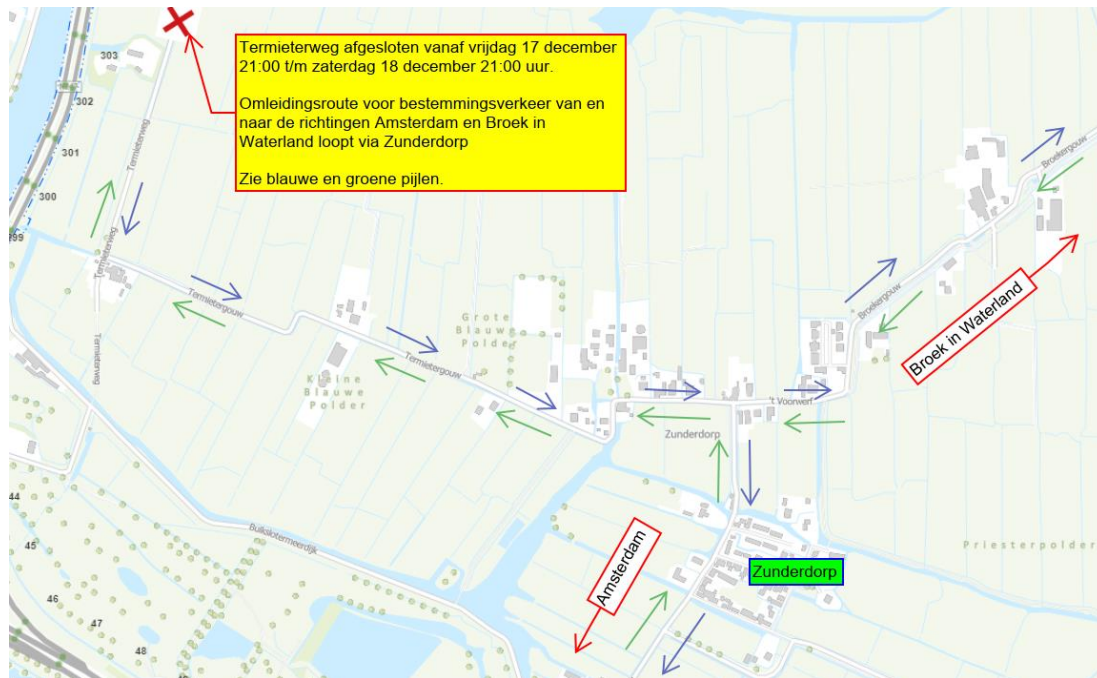 303
Termieterweg afgesloten vanaf vrijdag 17 december
21:00 t/m zaterdag 18 december 21:00 uur.
Omleidingsroute voor bestemmingsverkeer van en
naar de richtingen Amsterdam en Broek in
Waterland loopt via Zunderdorp
Zie blauwe en groene pijlen.
302
301
300
Termieterweg
Broekergouw
Termieterweg
Termietergouw
Termieterweg
Grote
Blauwe
Polder
Termietergouw
Kleine
Blauwe
Polder
Broekergouw
Broek in Waterland
't Voorwerf
Zunderdorp
44
45
46
47
48
Buikslotermeerdijk
Amsterdam
Zunderdorp
Priesterpolder